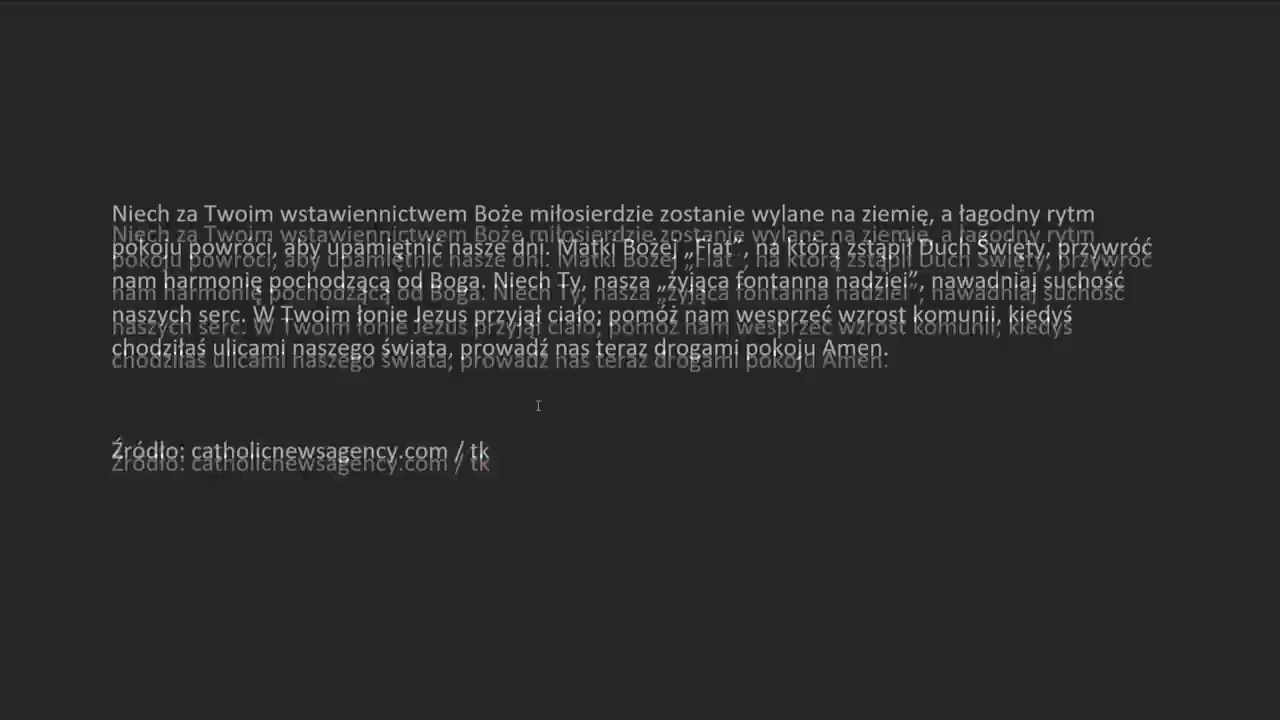 Niech za Twoim wstawiennictwem Boże miłosierdzie zostanie wylane na ziemię, a łagodny rytm
pokoju powróci, aby upamiętnić nasze dni. Matki Bożej „Fiat”, na którą zstąpił Duch Święty, przywróć
nam harmonię pochodzącą od Boga. Niech Ty, nasza „żyjąca fontanna nadziei”, nawadniaj suchość
naszych serc. W Twoim łonie Jezus przyjął ciało; pomóż nam wesprzeć wzrost komunii, kiedyś
chodziłaś ulicami naszego świata, prowadź nas teraz drogami pokoju Amen.
Źródło: catholicnewsagency.com / tk